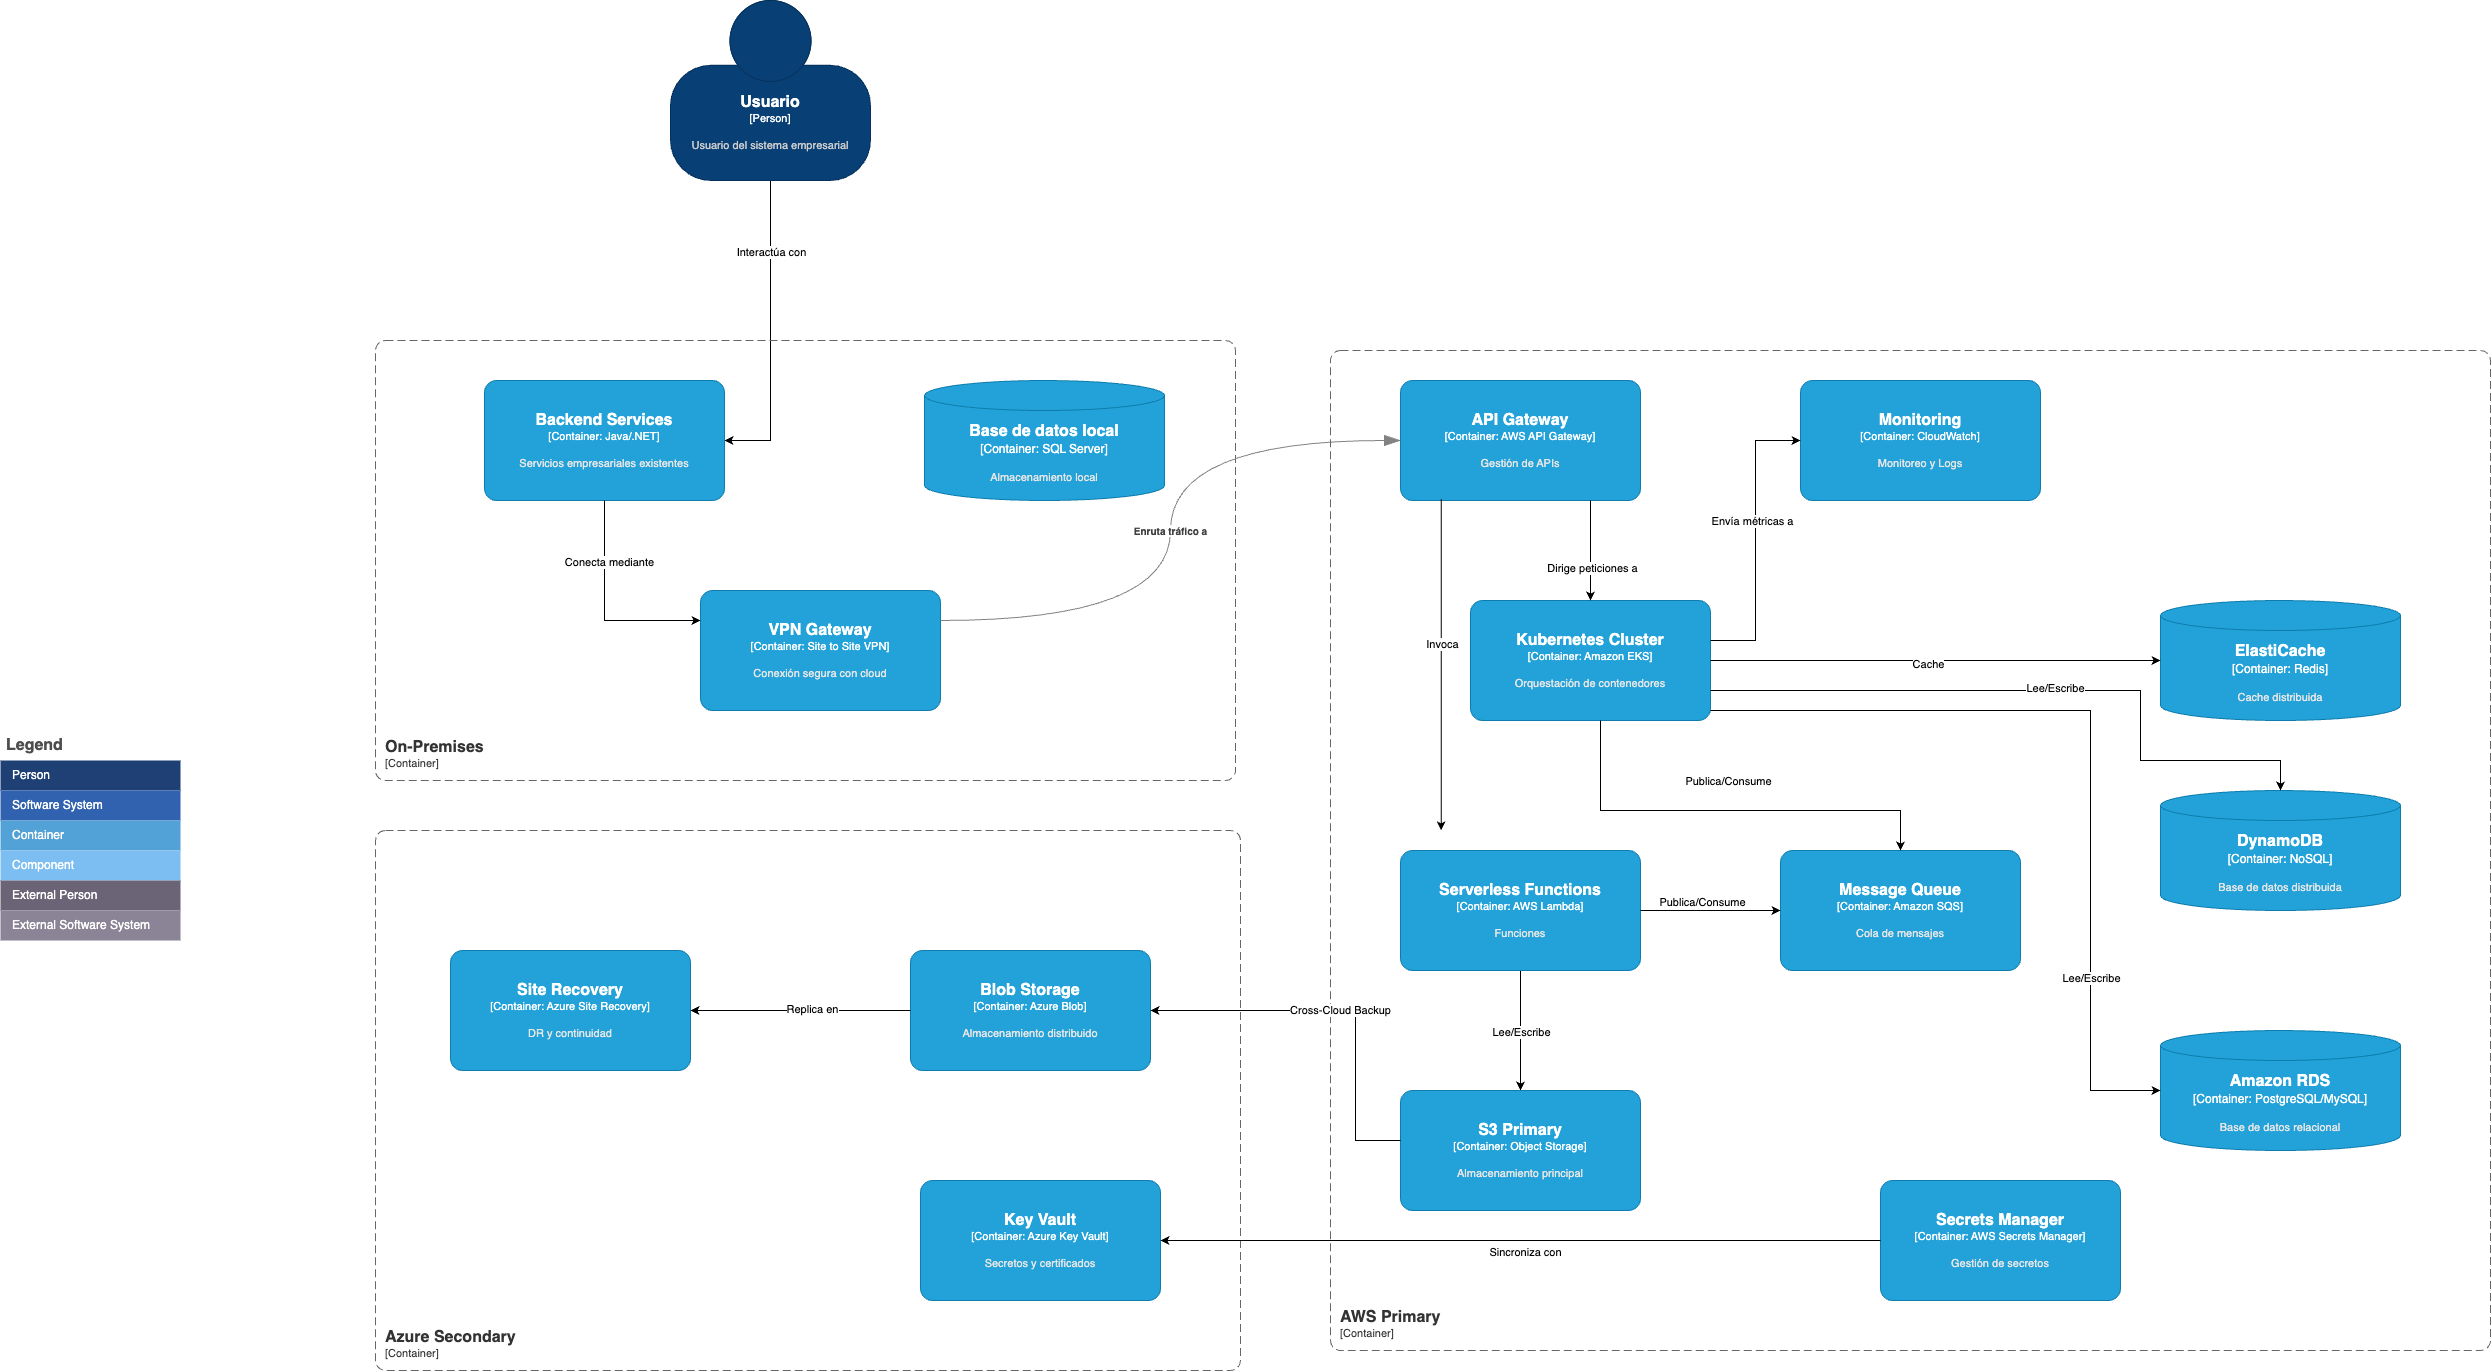 Usuario
[Person]
Usuario del sistema empresarial
Interactúa con
Backend Services
[Container: Java/.NET]
Servicios empresariales existentes
Base de datos local
[Container: SQL Server]
Almacenamiento local
Conecta mediante
VPN Gateway
[Container: Site to Site VPN]
Conexión segura con cloud
Enruta tráfico a
On-Premises
[Container]
API Gateway
[Container: AWS API Gateway]
Gestión de APIs
Monitoring
[Container: CloudWatch]
Monitoreo y Logs
Envía métricas a
Dirige peticiones a
Invoca
Kubernetes Cluster
[Container: Amazon EKS]
Orquestación de contenedores
Cache
Lee/Escribe
ElastiCache
[Container: Redis]
Cache distribuida
Publica/Consume
DynamoDB
[Container: NoSQL]
Base de datos distribuida
Serverless Functions
[Container: AWS Lambda]
Funciones
Publica/Consume
Message Queue
[Container: Amazon SQS]
Cola de mensajes
Lee/Escribe
Lee/Escribe
Amazon RDS
[Container: PostgreSQL/MySQL]
Base de datos relacional
S3 Primary
[Container: Object Storage]
Almacenamiento principal
Secrets Manager
[Container: AWS Secrets Manager]
Gestión de secretos
AWS Primary
[Container]
Legend
Person
Software System
Container
Component
External Person
External Software System
Site Recovery
[Container: Azure Site Recovery]
DR y continuidad
Replica en
Blob Storage
[Container: Azure Blob]
Almacenamiento distribuido
Cross-Cloud Backup
Key Vault
[Container: Azure Key Vault]
Secretos y certificados
Sincroniza con
Azure Secondary
[Container]